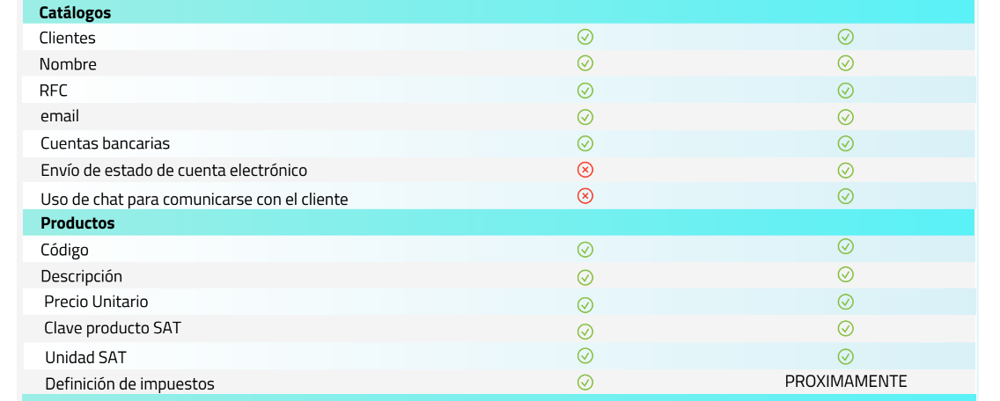 Catálogos
Clientes
Nombre
RFC
email
Cuentas bancarias
Envío de estado de cuenta electrónico
Uso de chat para comunicarse con el cliente
Productos
Código
Descripción
Precio Unitario
Clave producto SAT
Unidad SAT
Definición de impuestos PROXIMAMENTE